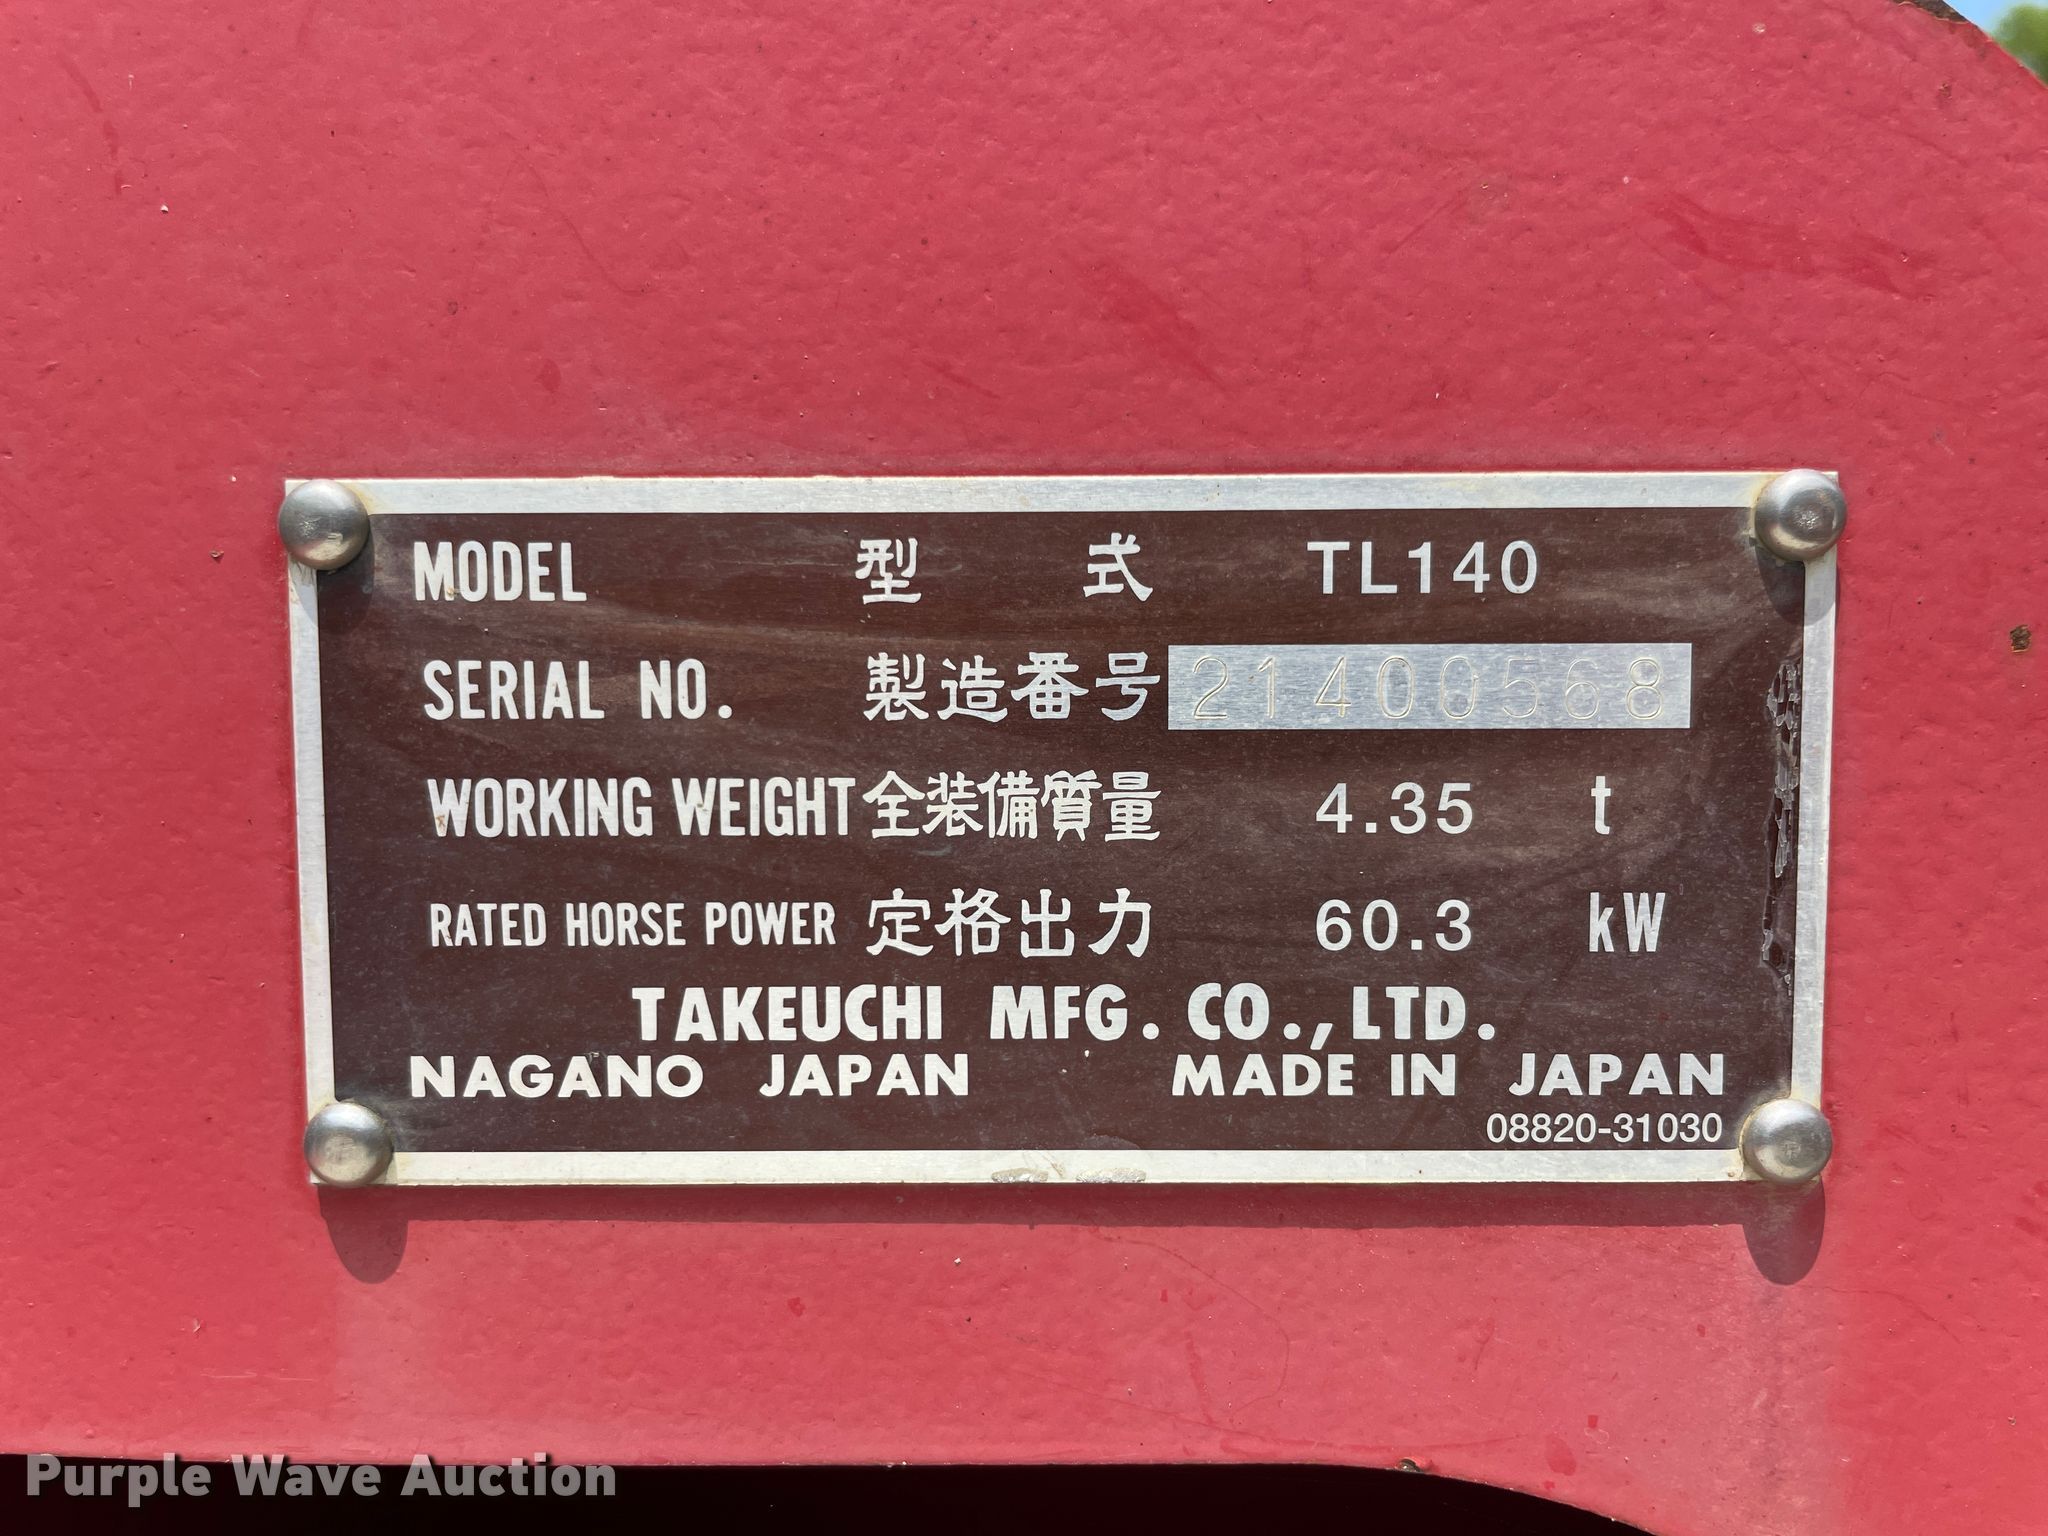 MODEL 型 式 TL140
SERIAL NO. 製造番号 21400568
WORKING WEIGHT 全装備質量 4.35 t
RATED HORSE POWER 定格出力 60.3 kW
TAKEUCHI MFG. CO.,LTD.
NAGANO JAPAN MADE IN JAPAN
08820-31030
Purple Wave Auction